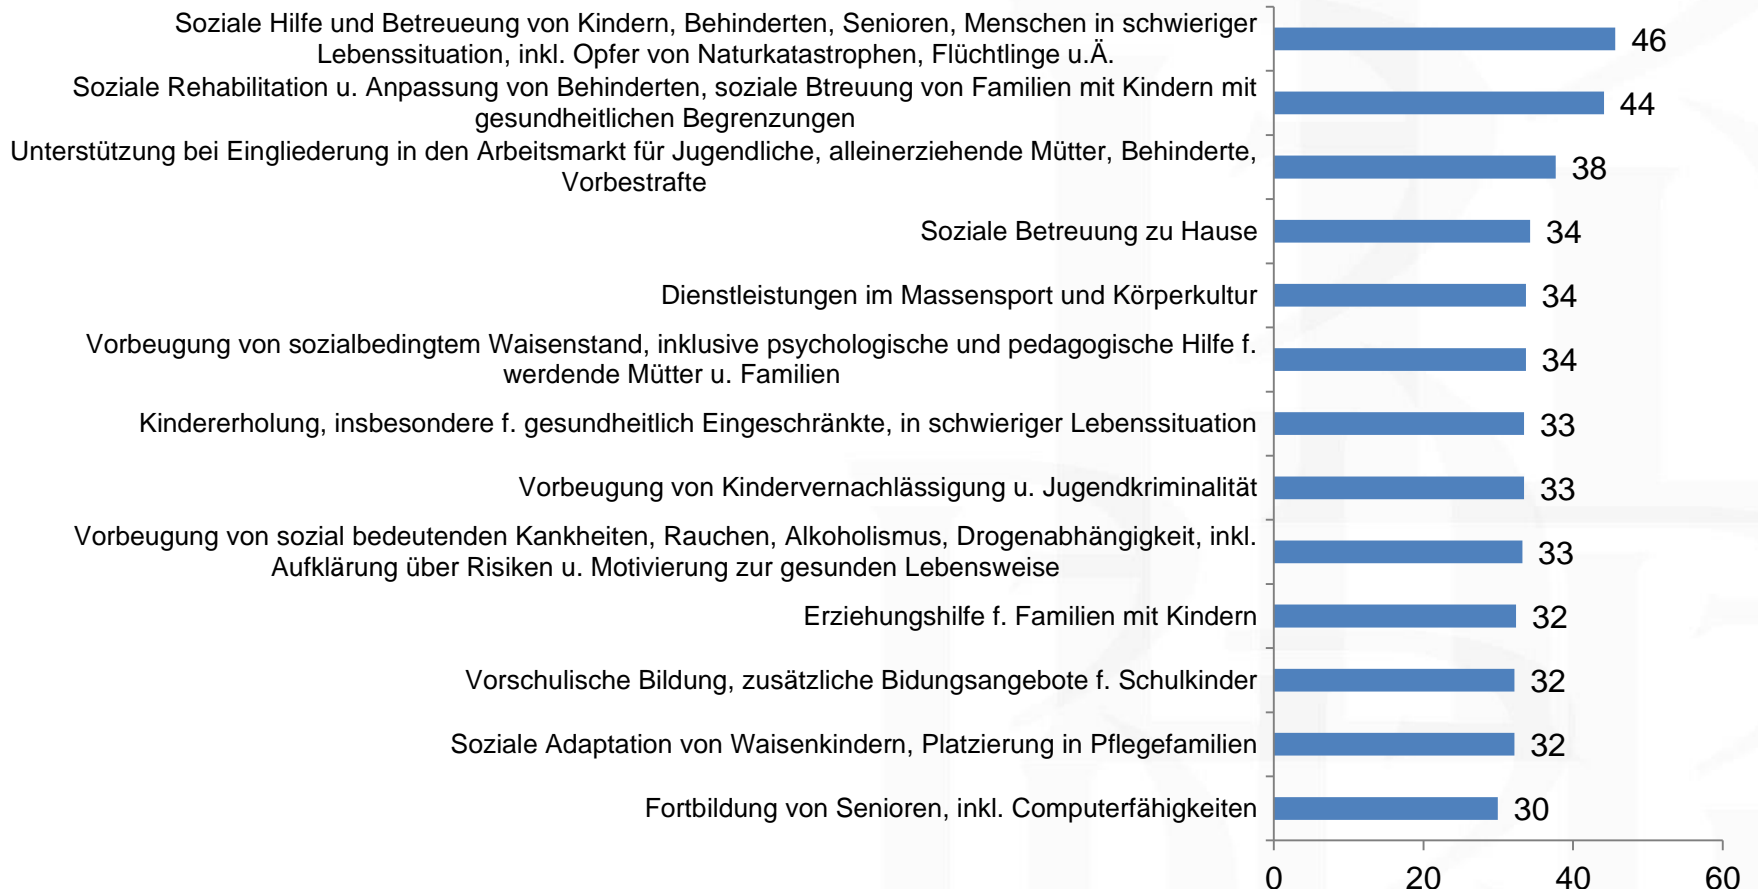 Soziale Hilfe und Betreueung von Kindern, Behinderten, Senioren, Menschen in schwieriger
Lebenssituation, inkl. Opfer von Naturkatastrophen, Flüchtlinge u.Ä.
46
Soziale Rehabilitation u. Anpassung von Behinderten, soziale Btreuung von Familien mit Kindern mit
gesundheitlichen Begrenzungen
44
Unterstützung bei Eingliederung in den Arbeitsmarkt für Jugendliche, alleinerziehende Mütter, Behinderte,
Vorbestrafte
38
Soziale Betreuung zu Hause
34
Dienstleistungen im Massensport und Körperkultur
34
Vorbeugung von sozialbedingtem Waisenstand, inklusive psychologische und pedagogische Hilfe f.
werdende Mütter u. Familien
34
Kindererholung, insbesondere f. gesundheitlich Eingeschränkte, in schwieriger Lebenssituation
33
Vorbeugung von Kindervernachlässigung u. Jugendkriminalität
33
Vorbeugung von sozial bedeutenden Kankheiten, Rauchen, Alkoholismus, Drogenabhängigkeit, inkl.
Aufklärung über Risiken u. Motivierung zur gesunden Lebensweise
33
Erziehungshilfe f. Familien mit Kindern
32
Vorschulische Bildung, zusätzliche Bidungsangebote f. Schulkinder
32
Soziale Adaptation von Waisenkindern, Platzierung in Pflegefamilien
32
Fortbildung von Senioren, inkl. Computerfähigkeiten
30
0 20 40 60